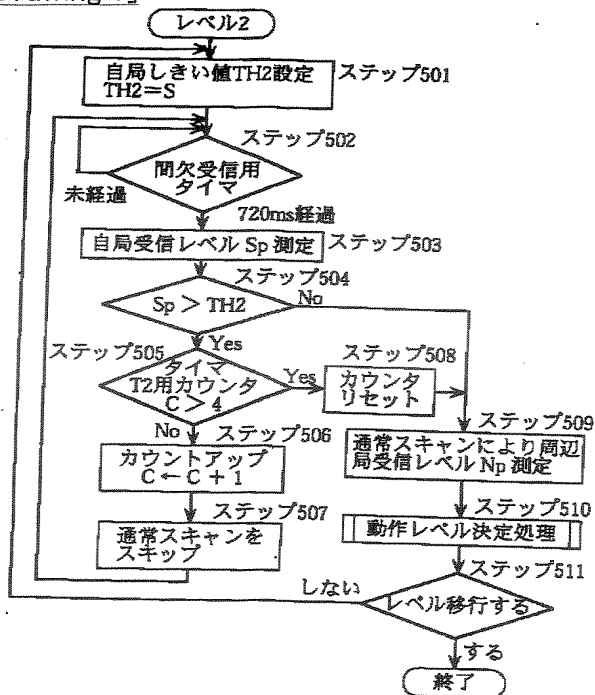 レベル2
自局しきい値TH2設定
TH2=S
ステップ501
ステップ502
間欠受信用
タイマ
未経過
720ms経過
自局受信レベル Sp 測定
ステップ503
ステップ504
Sp > TH2
No
Yes
ステップ505
タイマ
T2用カウンタ
C > 4
Yes
ステップ508
カウンタ
リセット
No
ステップ506
カウントアップ
C ← C + 1
ステップ509
通常スキャンにより周辺
局受信レベル Np 測定
ステップ507
通常スキャンを
スキップ
ステップ510
動作レベル決定処理
ステップ511
しない
レベル移行する
する
終了